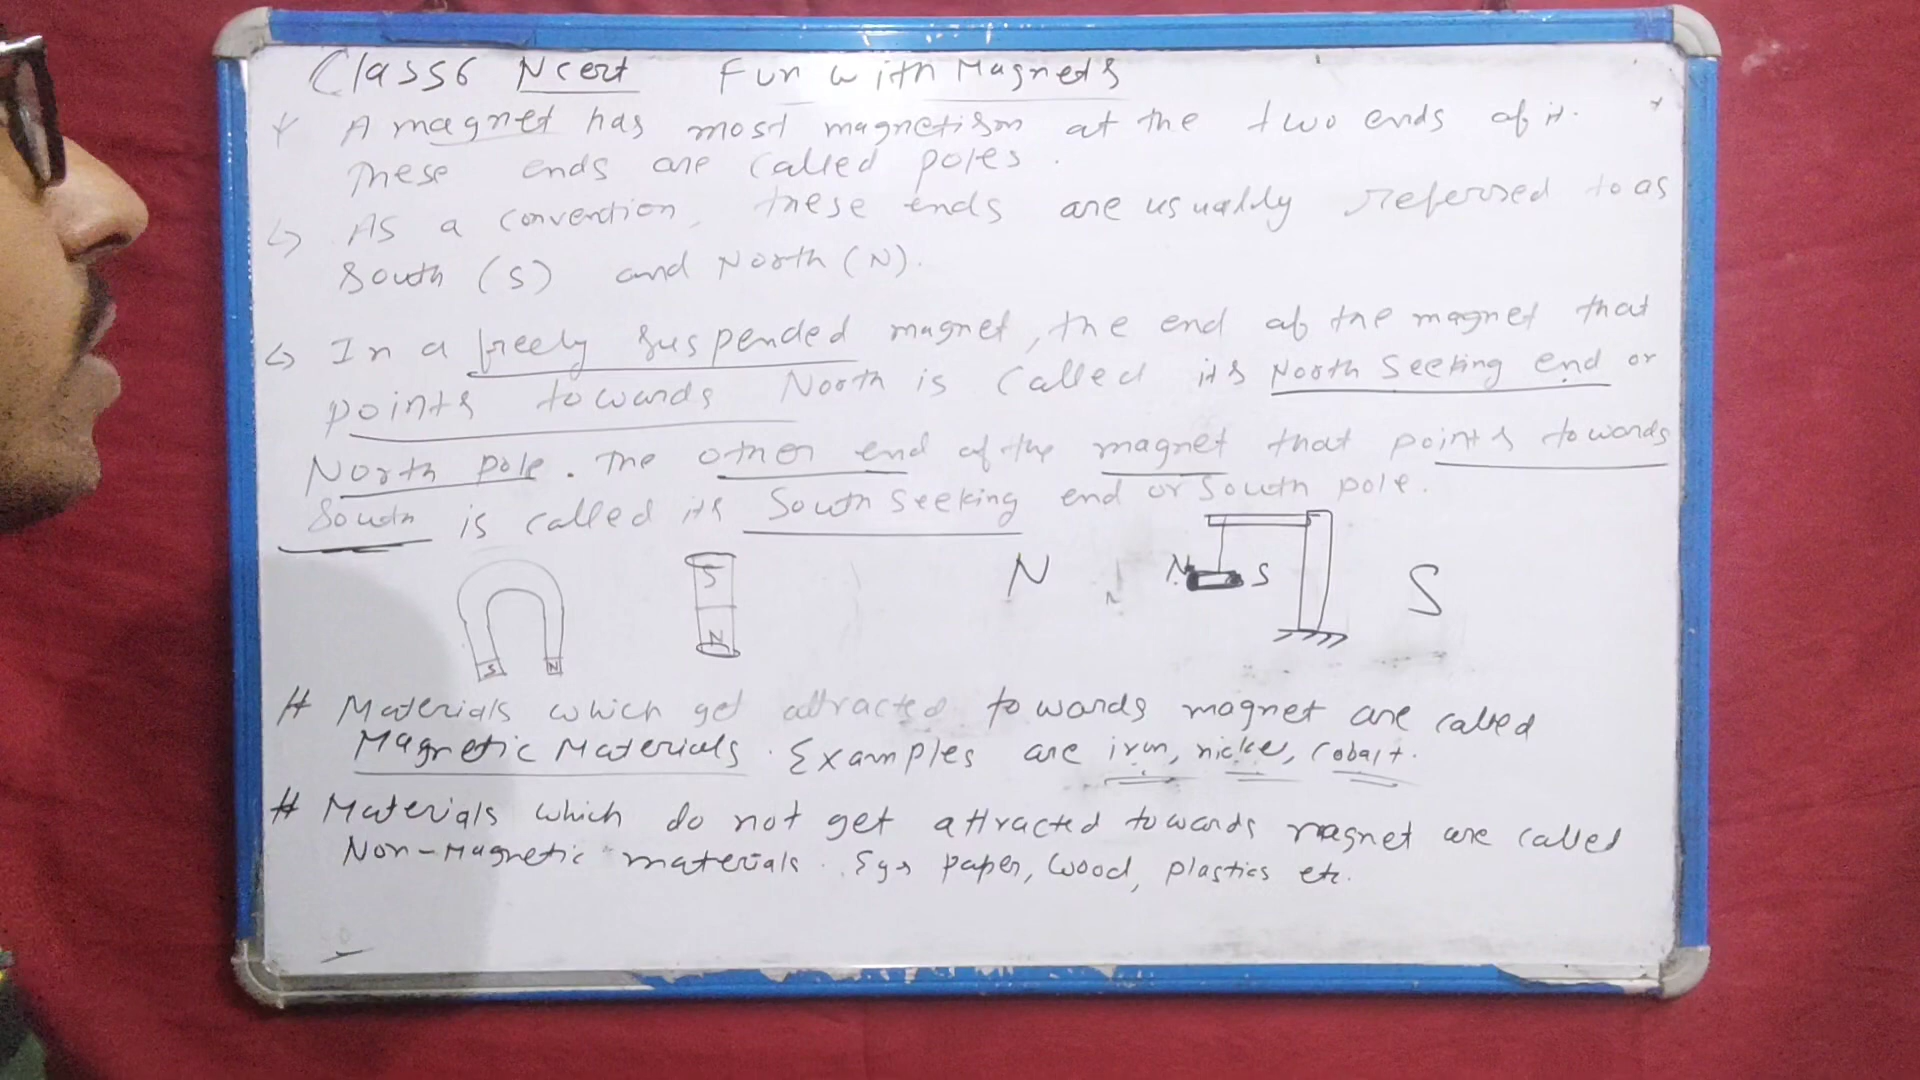 Class 6 Ncert Fun with Magnets
A magnet has most magnetism at the two ends of it.
These ends are called poles.
↳ As a convention, these ends are usually referred to as
South (S) and North (N).
↳ In a freely suspended magnet, the end of the magnet that
points towards North is called its North Seeking end or
North pole. The other end of the magnet that points towards
South is called its South Seeking end or South pole.
S N
S
N
N
N S
S
# Materials which get attracted towards magnet are called
Magnetic Materials. Examples are iron, nickel, cobalt.
# Materials which do not get attracted towards magnet are called
Non-Magnetic materials. Eg→ paper, wood, plastics etc.